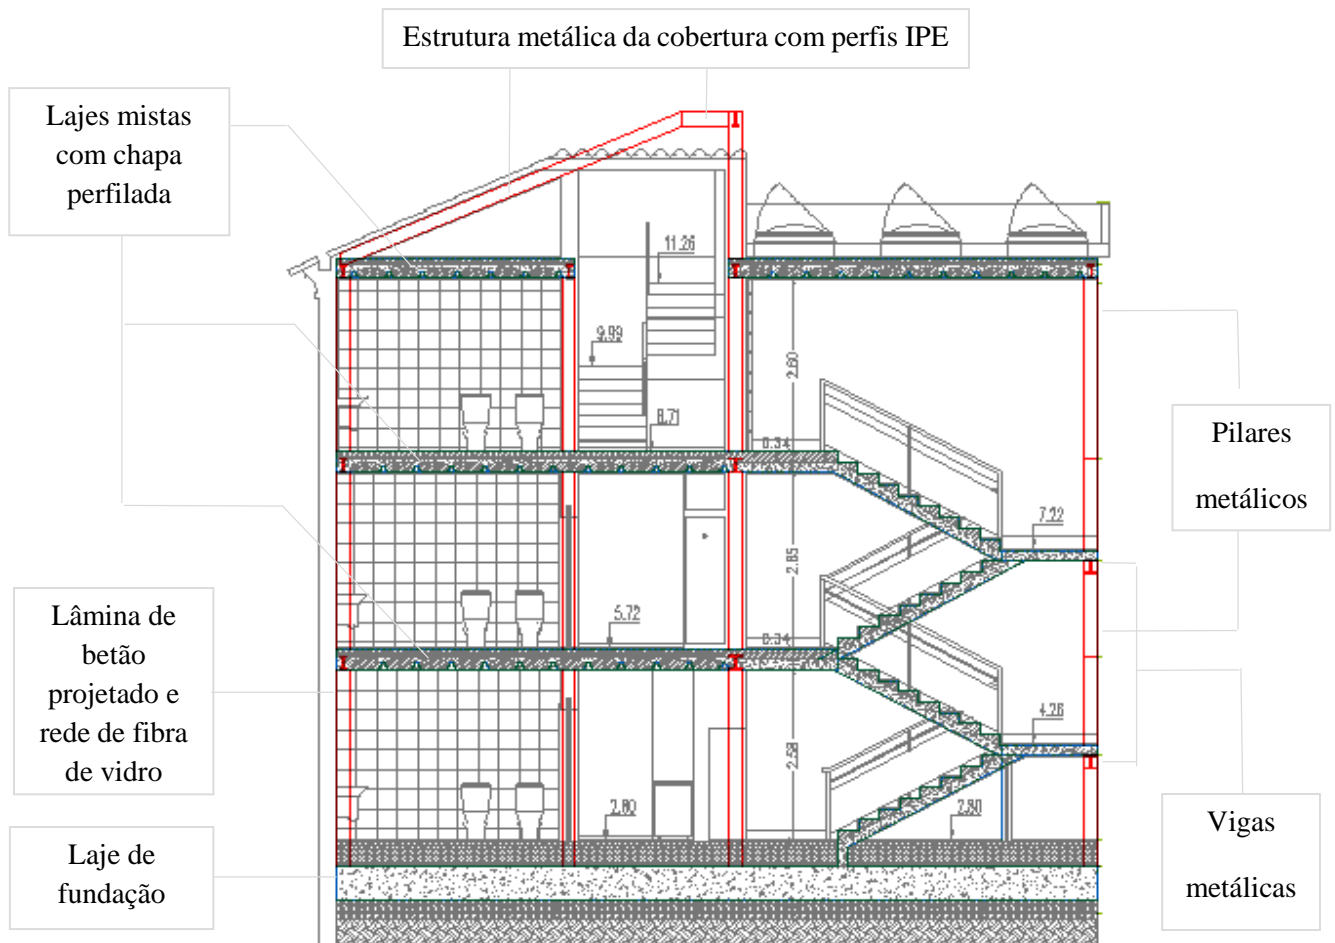 Estrutura metálica da cobertura com perfis IPE
Lajes mistas
com chapa
perfilada
11.26
9.99
2.60
8.71
0.34
Pilares
metálicos
7.22
2.85
5.72
0.34
Lâmina de
betão
projetado e
rede de fibra
de vidro
4.26
2.58
2.80
2.80
Vigas
metálicas
Laje de
fundação